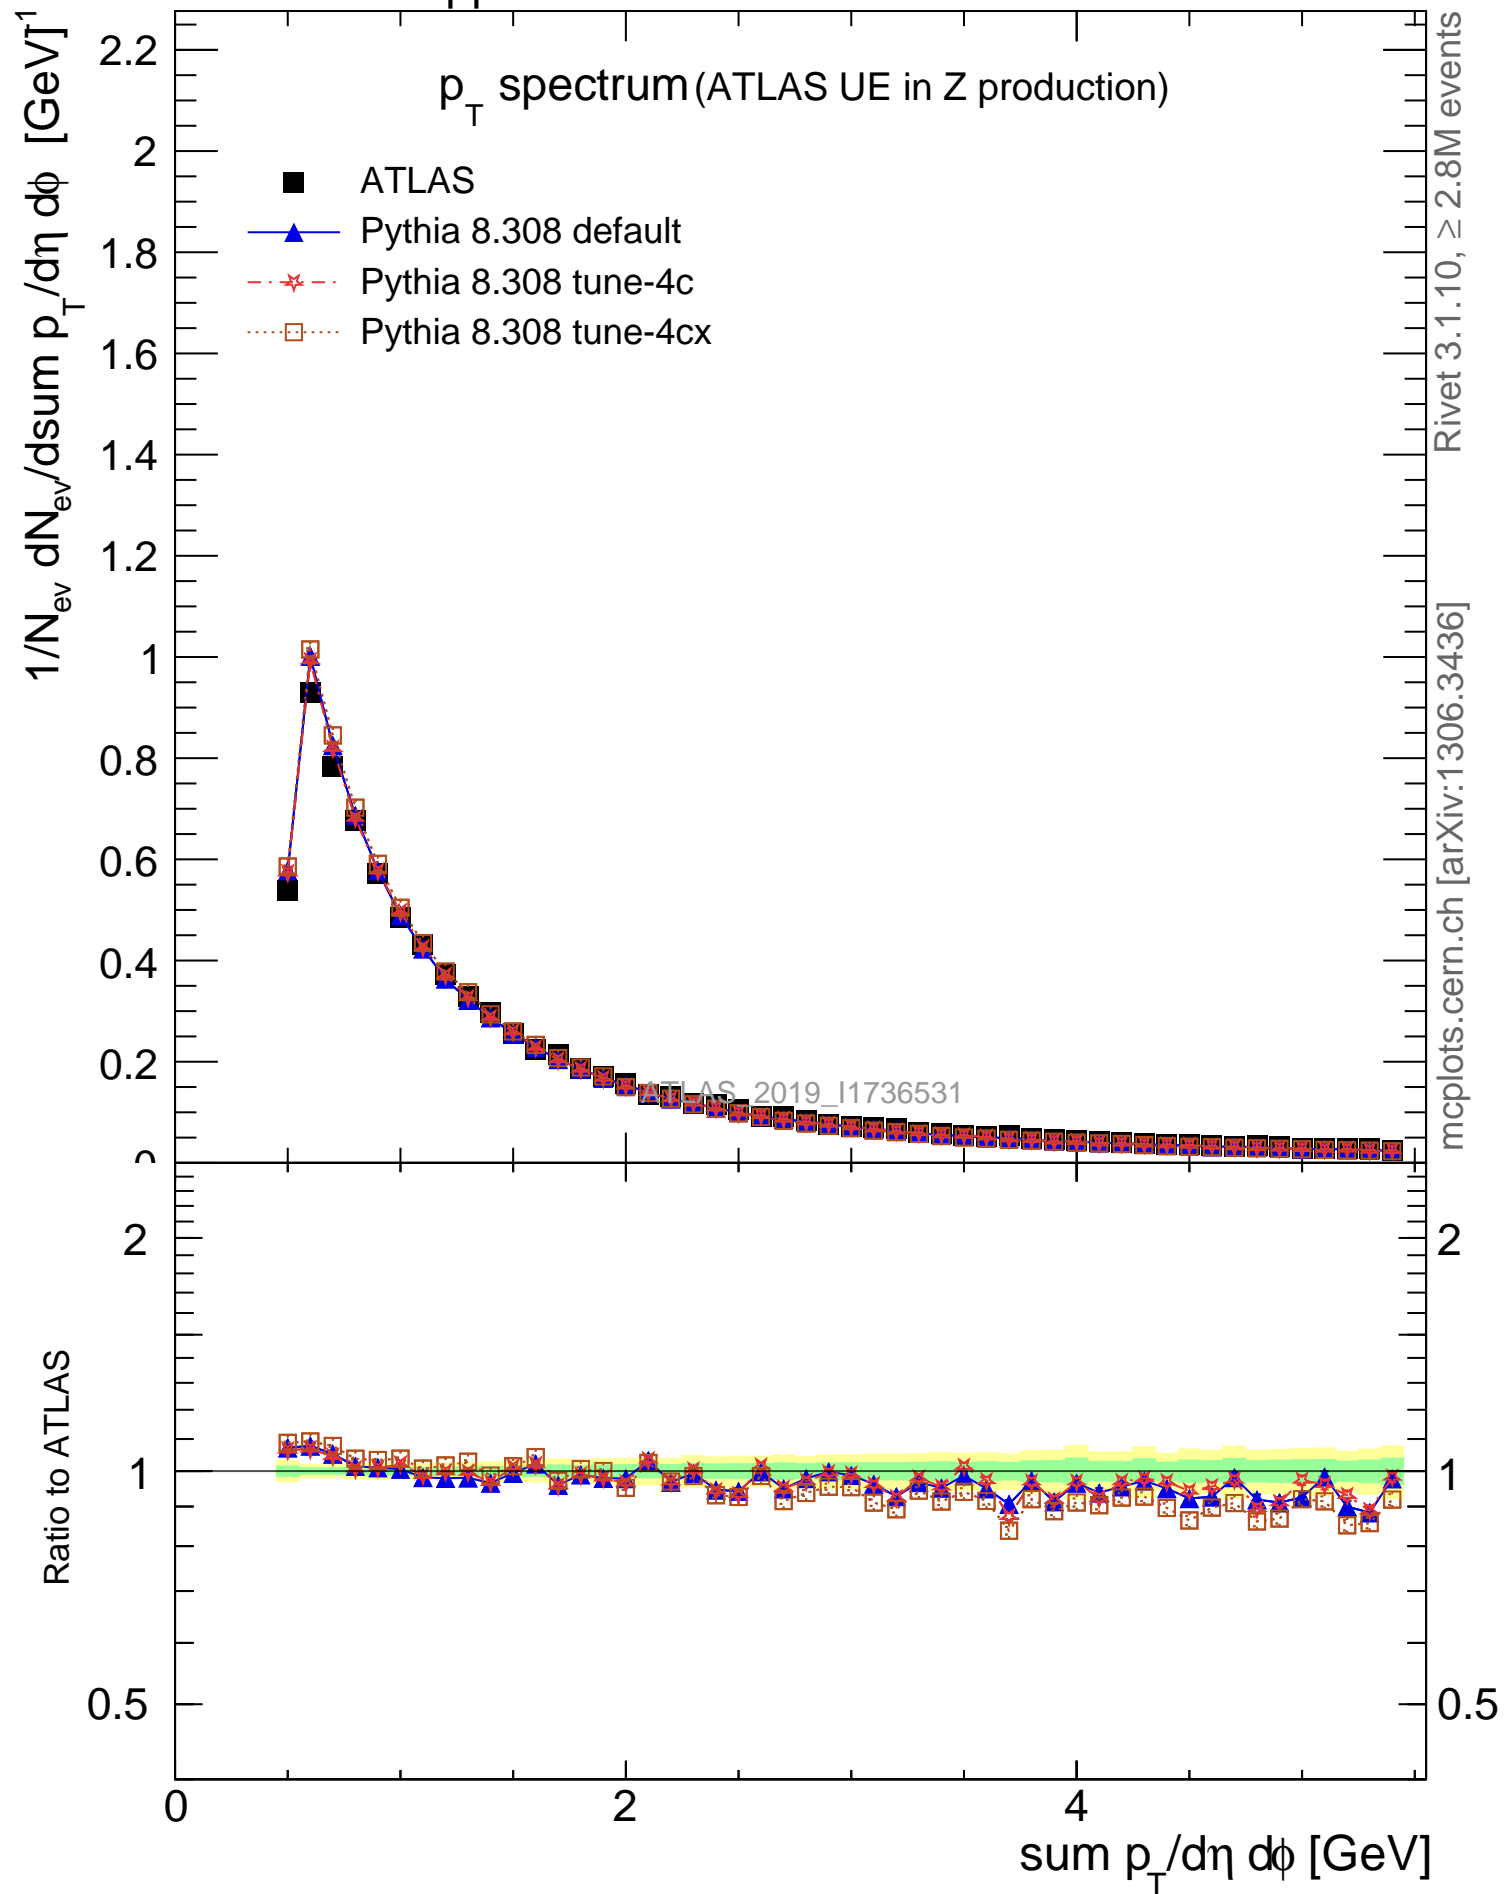 p_T spectrum (ATLAS UE in Z production)
ATLAS
Pythia 8.308 default
Pythia 8.308 tune-4c
Pythia 8.308 tune-4cx
1/N_ev dN_ev/dsum p_T/dη dϕ [GeV]^-1
2.2
2
1.8
1.6
1.4
1.2
1
0.8
0.6
0.4
0.2
0
ATLAS_2019_I1736531
Rivet 3.1.10, ≥ 2.8M events
mcplots.cern.ch [arXiv:1306.3436]
Ratio to ATLAS
2
1
0.5
2
1
0.5
0
2
4
sum p_T/dη dϕ [GeV]